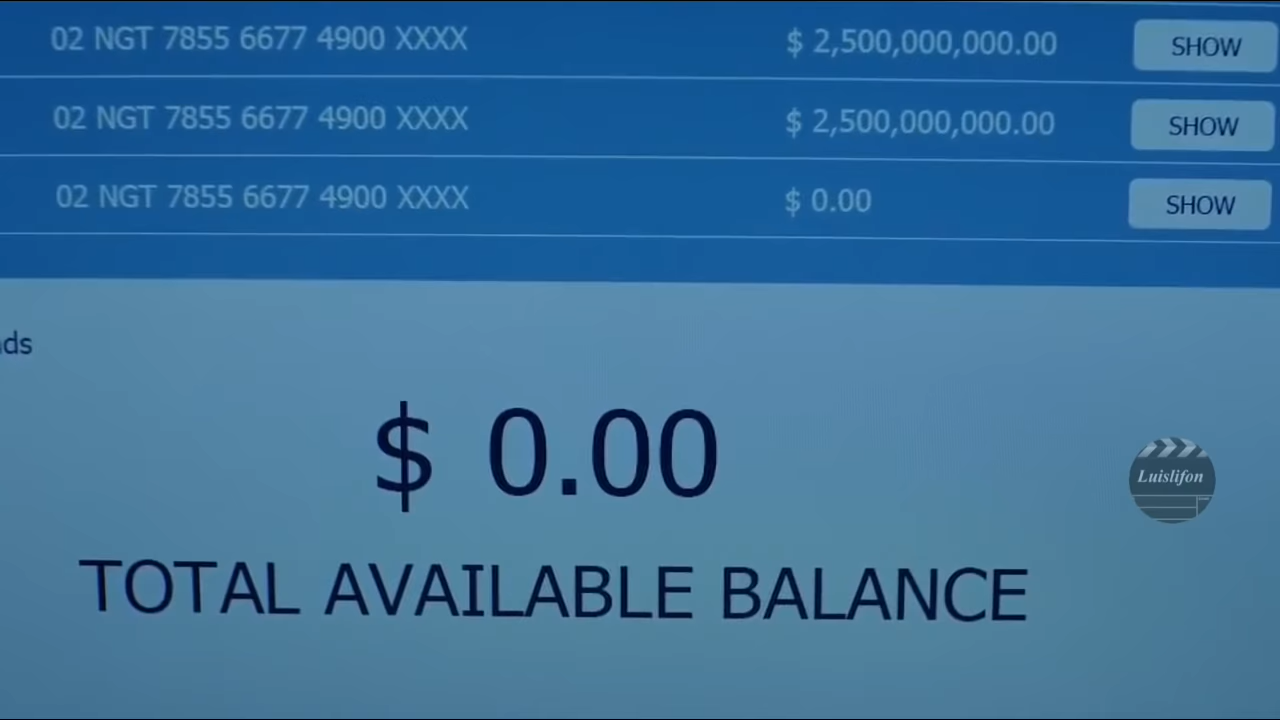 02 NGT 7855 6677 4900 XXXX $ 2,500,000,000.00 SHOW
02 NGT 7855 6677 4900 XXXX $ 2,500,000,000.00 SHOW
02 NGT 7855 6677 4900 XXXX $ 0.00 SHOW
ds
$ 0.00
Luislifon
TOTAL AVAILABLE BALANCE